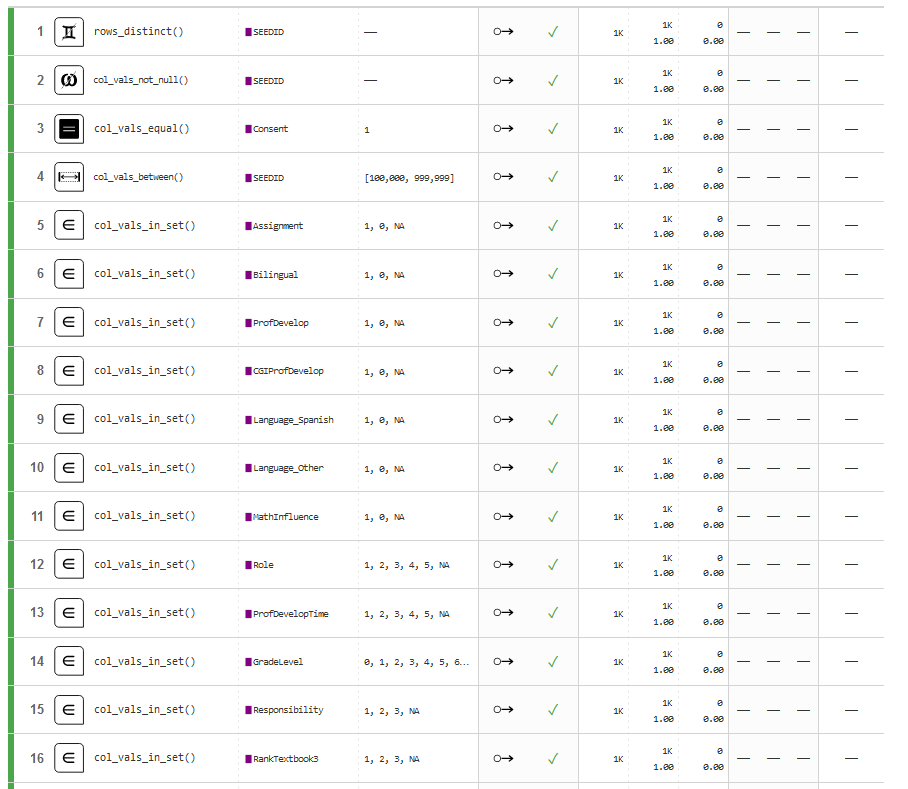 1 rows_distinct() SEEDID — 1K 1K 0 — — — —
1.00 0.00
2 col_vals_not_null() SEEDID — 1K 1K 0 — — — —
1.00 0.00
3 col_vals_equal() Consent 1 1K 1K 0 — — — —
1.00 0.00
4 col_vals_between() SEEDID [100,000, 999,999] 1K 1K 0 — — — —
1.00 0.00
5 ∈ col_vals_in_set() Assignment 1, 0, NA 1K 1K 0 — — — —
1.00 0.00
6 ∈ col_vals_in_set() Bilingual 1, 0, NA 1K 1K 0 — — — —
1.00 0.00
7 ∈ col_vals_in_set() ProfDevelop 1, 0, NA 1K 1K 0 — — — —
1.00 0.00
8 ∈ col_vals_in_set() CGIProfDevelop 1, 0, NA 1K 1K 0 — — — —
1.00 0.00
9 ∈ col_vals_in_set() Language_Spanish 1, 0, NA 1K 1K 0 — — — —
1.00 0.00
10 ∈ col_vals_in_set() Language_Other 1, 0, NA 1K 1K 0 — — — —
1.00 0.00
11 ∈ col_vals_in_set() MathInfluence 1, 0, NA 1K 1K 0 — — — —
1.00 0.00
12 ∈ col_vals_in_set() Role 1, 2, 3, 4, 5, NA 1K 1K 0 — — — —
1.00 0.00
13 ∈ col_vals_in_set() ProfDevelopTime 1, 2, 3, 4, 5, NA 1K 1K 0 — — — —
1.00 0.00
14 ∈ col_vals_in_set() GradeLevel 0, 1, 2, 3, 4, 5, 6… 1K 1K 0 — — — —
1.00 0.00
15 ∈ col_vals_in_set() Responsibility 1, 2, 3, NA 1K 1K 0 — — — —
1.00 0.00
16 ∈ col_vals_in_set() RankTextbook3 1, 2, 3, NA 1K 1K 0 — — — —
1.00 0.00